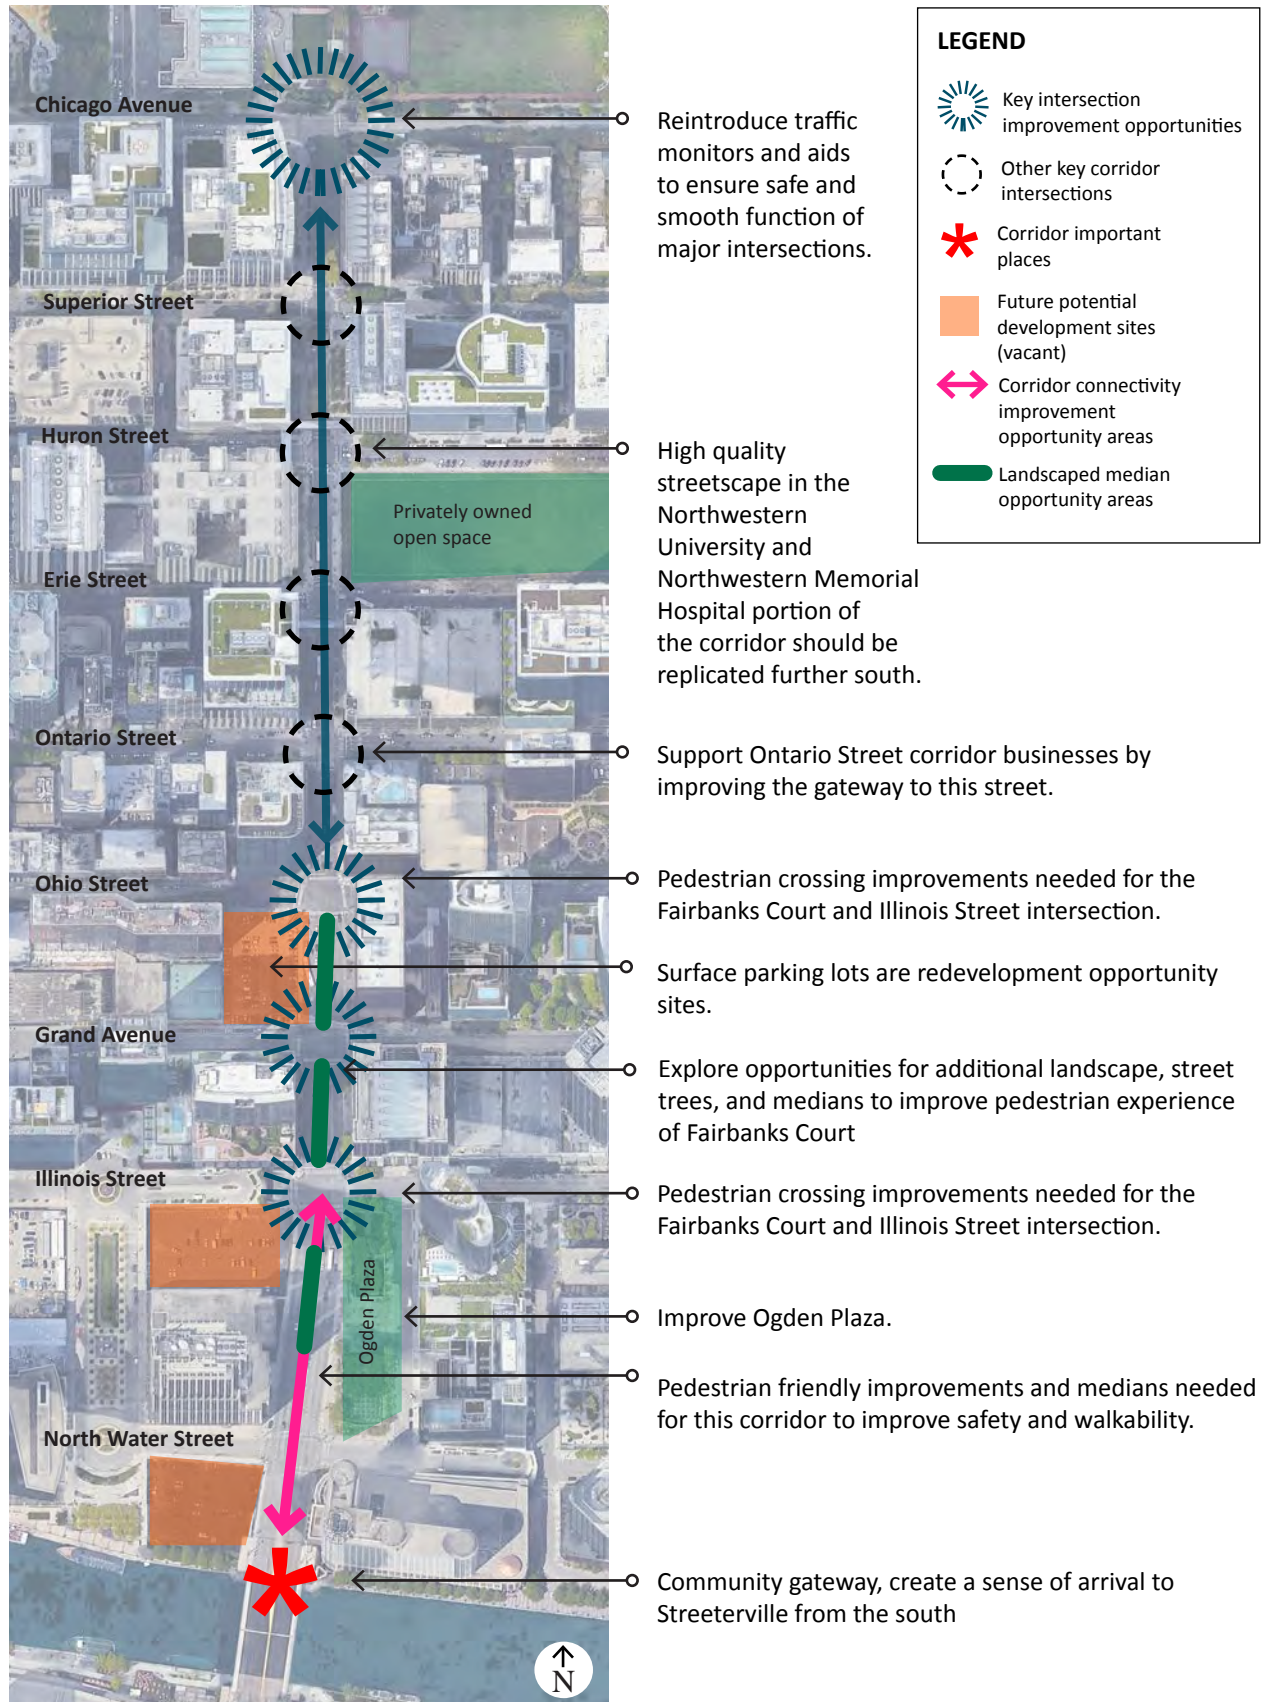 Chicago Avenue
Superior Street
Huron Street
Privately owned
open space
Erie Street
Ontario Street
Ohio Street
Grand Avenue
Illinois Street
Ogden Plaza
North Water Street
N
Reintroduce traffic
monitors and aids
to ensure safe and
smooth function of
major intersections.
High quality
streetscape in the
Northwestern
University and
Northwestern Memorial
Hospital portion of
the corridor should be
replicated further south.
Support Ontario Street corridor businesses by
improving the gateway to this street.
Pedestrian crossing improvements needed for the
Fairbanks Court and Illinois Street intersection.
Surface parking lots are redevelopment opportunity
sites.
Explore opportunities for additional landscape, street
trees, and medians to improve pedestrian experience
of Fairbanks Court
Pedestrian crossing improvements needed for the
Fairbanks Court and Illinois Street intersection.
Improve Ogden Plaza.
Pedestrian friendly improvements and medians needed
for this corridor to improve safety and walkability.
Community gateway, create a sense of arrival to
Streeterville from the south
LEGEND
Key intersection
improvement opportunities
Other key corridor
intersections
Corridor important
places
Future potential
development sites
(vacant)
Corridor connectivity
improvement
opportunity areas
Landscaped median
opportunity areas